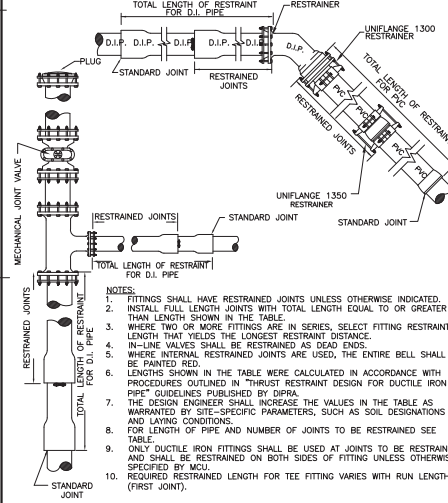 TOTAL LENGTH OF RESTRAINT
FOR D.I. PIPE
RESTRAINER
UNIFLANGE 1300
RESTRAINER
D.I.P.
D.I.P.
D.I.P.
D.I.P.
D.I.P.
D.I.P.
PLUG
STANDARD JOINT
RESTRAINED
JOINTS
TOTAL LENGTH OF RESTRAIN
FOR PVC
PVC
PVC
PVC
PVC
PVC
RESTRAINED JOINTS
MECHANICAL JOINT VALVE
UNIFLANGE 1350
RESTRAINER
STANDARD JOINT
RESTRAINED JOINTS
STANDARD JOINT
TOTAL LENGTH OF RESTRAINT
FOR D.I. PIPE
RESTRAINED JOINTS
TOTAL LENGTH OF RESTRAINT
FOR D.I. PIPE
STANDARD
JOINT
NOTES:
1. FITTINGS SHALL HAVE RESTRAINED JOINTS UNLESS OTHERWISE INDICATED.
2. INSTALL FULL LENGTH JOINTS WITH TOTAL LENGTH EQUAL TO OR GREATER
THAN LENGTH SHOWN IN THE TABLE.
3. WHERE TWO OR MORE FITTINGS ARE IN SERIES, SELECT FITTING RESTRAINT
LENGTH THAT YIELDS THE LONGEST RESTRAINT DISTANCE.
4. IN-LINE VALVES SHALL BE RESTRAINED AS DEAD ENDS.
5. WHERE INTERNAL RESTRAINED JOINTS ARE USED, THE ENTIRE BELL SHALL
BE PAINTED RED.
6. LENGTHS SHOWN IN THE TABLE WERE CALCULATED IN ACCORDANCE WITH
PROCEDURES OUTLINED IN "THRUST RESTRAINT DESIGN FOR DUCTILE IRON
PIPE" GUIDELINES PUBLISHED BY DIPRA.
7. THE DESIGN ENGINEER SHALL INCREASE THE VALUES IN THE TABLE AS
WARRANTED BY SITE-SPECIFIC PARAMETERS, SUCH AS SOIL DESIGNATIONS
AND LAYING CONDITIONS.
8. FOR LENGTH OF PIPE AND NUMBER OF JOINTS TO BE RESTRAINED SEE
TABLE.
9. ONLY DUCTILE IRON FITTINGS SHALL BE USED AT JOINTS TO BE RESTRAIN
AND SHALL BE RESTRAINED ON BOTH SIDES OF FITTING UNLESS OTHERWIS
SPECIFIED BY MCU.
10. REQUIRED RESTRAINED LENGTH FOR TEE FITTING VARIES WITH RUN LENGTH
(FIRST JOINT).